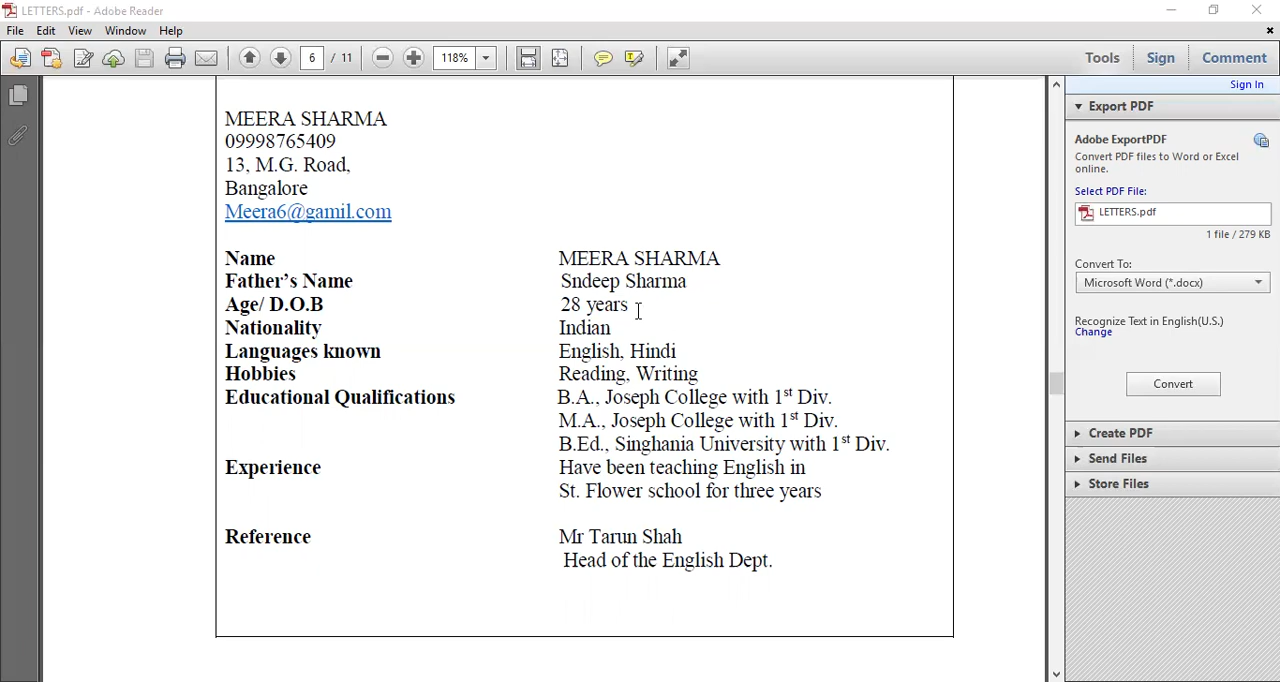 LETTERS.pdf - Adobe Reader
File Edit View Window Help
6 / 11 118% Tools Sign Comment
Sign In
Export PDF
Adobe ExportPDF
Convert PDF files to Word or Excel
online.
Select PDF File:
LETTERS.pdf
1 file / 279 KB
Convert To:
Microsoft Word (*.docx)
Recognize Text in English(U.S.)
Change
Convert
Create PDF
Send Files
Store Files
MEERA SHARMA
09998765409
13, M.G. Road,
Bangalore
Meera6@gamil.com
Name MEERA SHARMA
Father’s Name Sndeep Sharma
Age/ D.O.B 28 years
Nationality Indian
Languages known English, Hindi
Hobbies Reading, Writing
Educational Qualifications B.A., Joseph College with 1st Div.
M.A., Joseph College with 1st Div.
B.Ed., Singhania University with 1st Div.
Experience Have been teaching English in
St. Flower school for three years
Reference Mr Tarun Shah
Head of the English Dept.